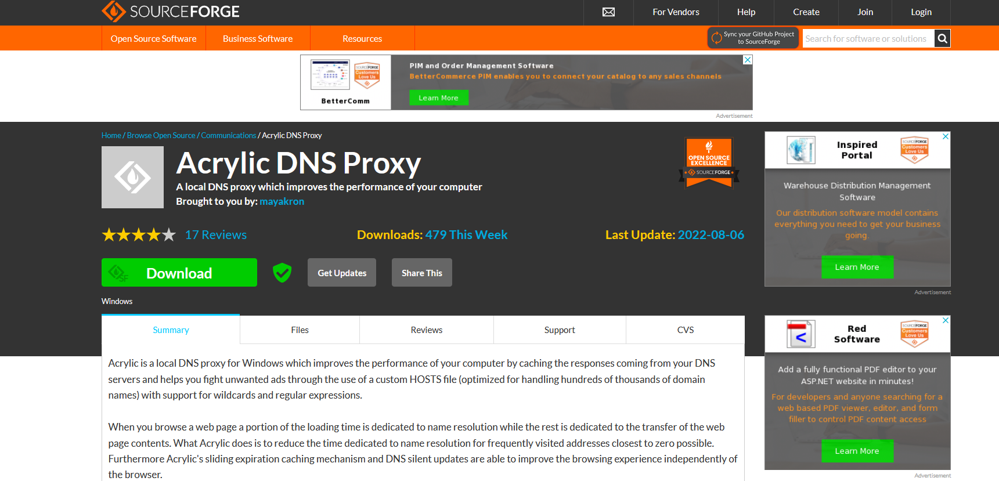 SOURCEFORGE
For Vendors
Help
Create
Join
Login
Open Source Software
Business Software
Resources
Sync your GitHub Project
to SourceForge
Search for software or solutions
SOURCEFORGE
Customers
Love Us
BetterComm
PIM and Order Management Software
BetterCommerce PIM enables you to connect your catalog to any sales channels
Learn More
Advertisement
Home / Browse Open Source / Communications / Acrylic DNS Proxy
Acrylic DNS Proxy
A local DNS proxy which improves the performance of your computer
Brought to you by: mayakron
OPEN SOURCE
EXCELLENCE
SOURCEFORGE
17 Reviews
Downloads: 479 This Week
Last Update: 2022-08-06
SF
Download
Get Updates
Share This
Windows
Summary
Files
Reviews
Support
CVS
Acrylic is a local DNS proxy for Windows which improves the performance of your computer by caching the responses coming from your DNS
servers and helps you fight unwanted ads through the use of a custom HOSTS file (optimized for handling hundreds of thousands of domain
names) with support for wildcards and regular expressions.
When you browse a web page a portion of the loading time is dedicated to name resolution while the rest is dedicated to the transfer of the web
page contents. What Acrylic does is to reduce the time dedicated to name resolution for frequently visited addresses closest to zero possible.
Furthermore Acrylic's sliding expiration caching mechanism and DNS silent updates are able to improve the browsing experience independently of
the browser.
Inspired
Portal
SOURCEFORGE
Customers
Love Us
Warehouse Distribution Management
Software
Our distribution software model contains
everything you need to get your business
going.
Learn More
Advertisement
Red
Software
SOURCEFORGE
Customers
Love Us
Add a fully functional PDF editor to your
ASP.NET website in minutes!
For developers and anyone searching for a
web based PDF viewer, editor, and form
filler to control PDF content access
Learn More
Advertisement